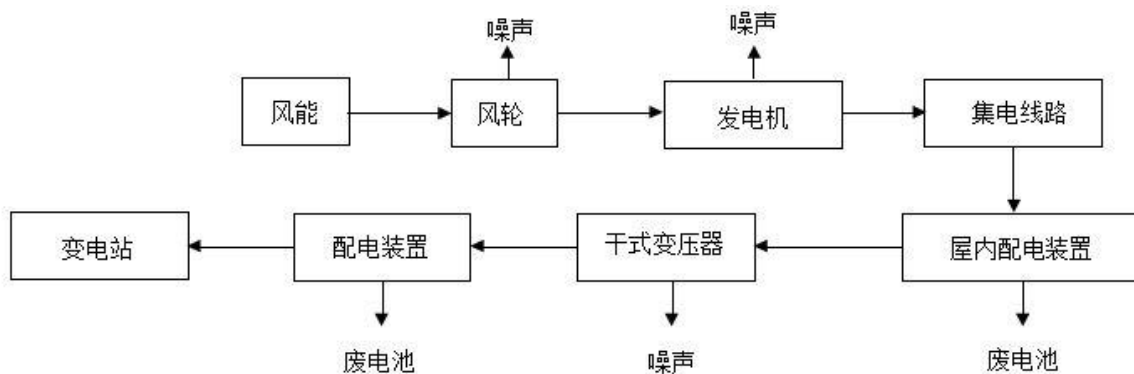 噪声
噪声
风能
风轮
发电机
集电线路
变电站
配电装置
干式变压器
屋内配电装置
废电池
噪声
废电池